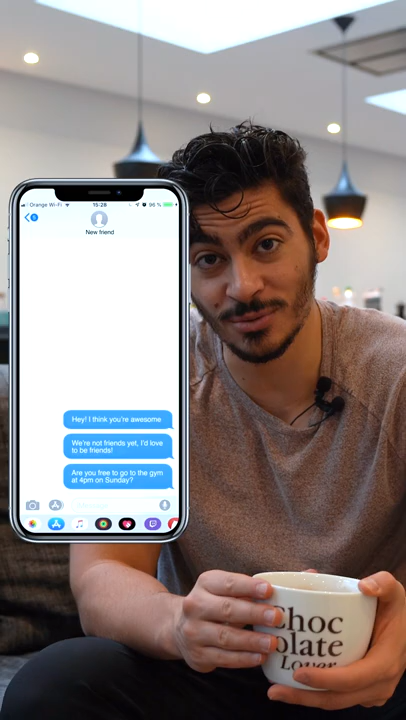 Orange Wi-Fi 15:28 96 %
5
New friend
Hey! I think you're awesome
We're not friends yet, I'd love
to be friends!
Are you free to go to the gym
at 4pm on Sunday?
Choc
olate
Lover